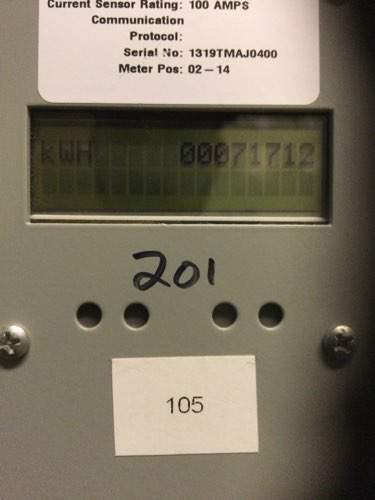 Current Sensor Rating: 100 AMPS
Communication
Protocol:
Serial No: 1319TMAJ0400
Meter Pos: 02-14
kWH 00071712
201
105